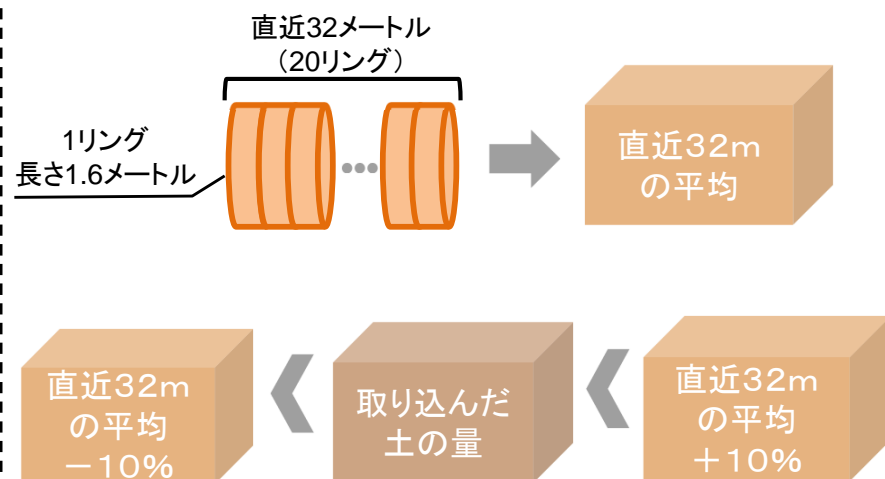 直近32メートル
（20リング）
1リング
長さ1.6メートル
直近32ｍ
の平均
直近32ｍ
の平均
－10%
取り込んだ
土の量
直近32ｍ
の平均
＋10%